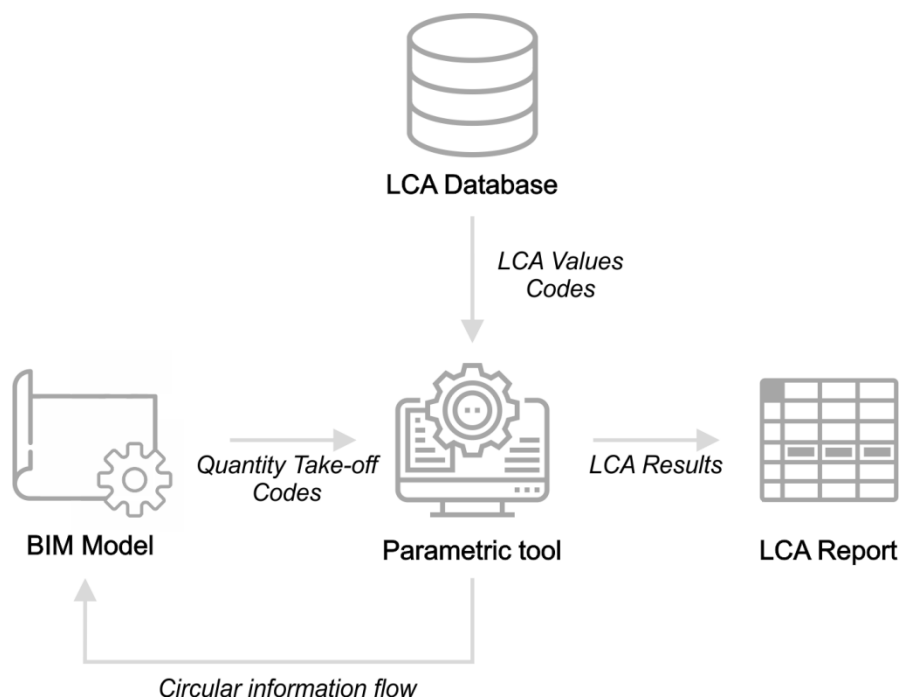 LCA Database
LCA Values
Codes
Quantity Take-off
Codes
LCA Results
BIM Model
Parametric tool
LCA Report
Circular information flow